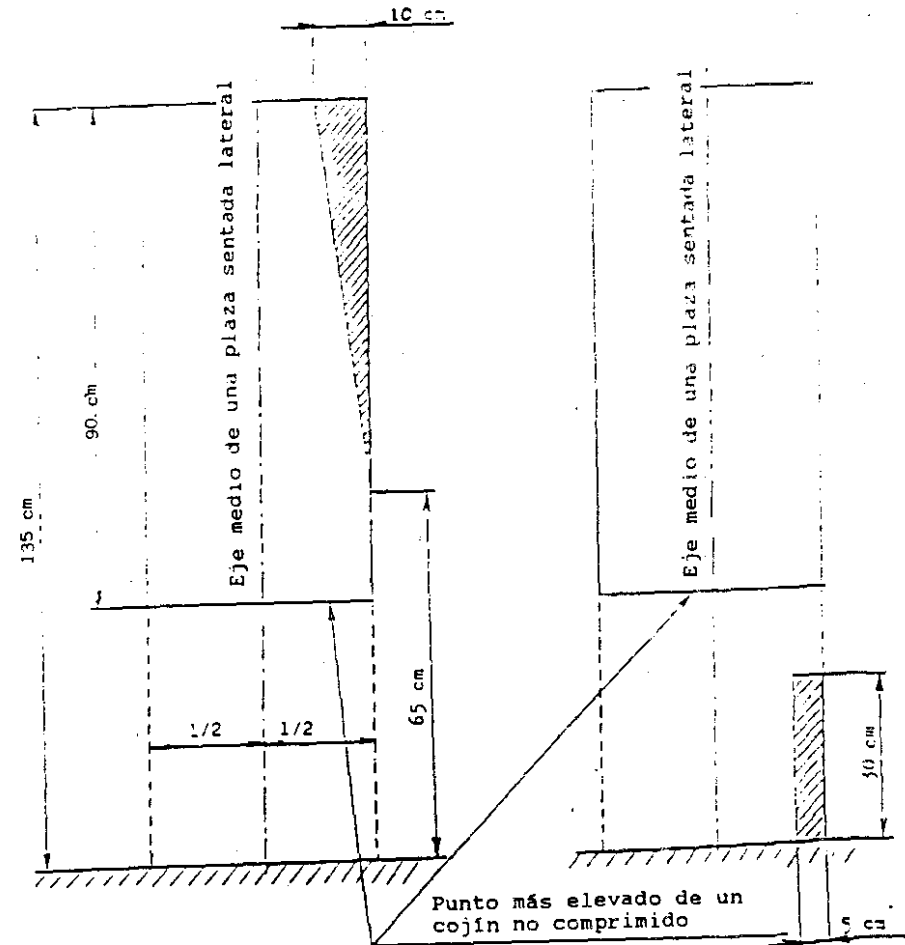 10 cm
Eje medio de una plaza sentada lateral
Eje medio de una plaza sentada lateral
90 cm
135 cm
65 cm
1/2
1/2
30 cm
Punto más elevado de un
cojín no comprimido
5 cm